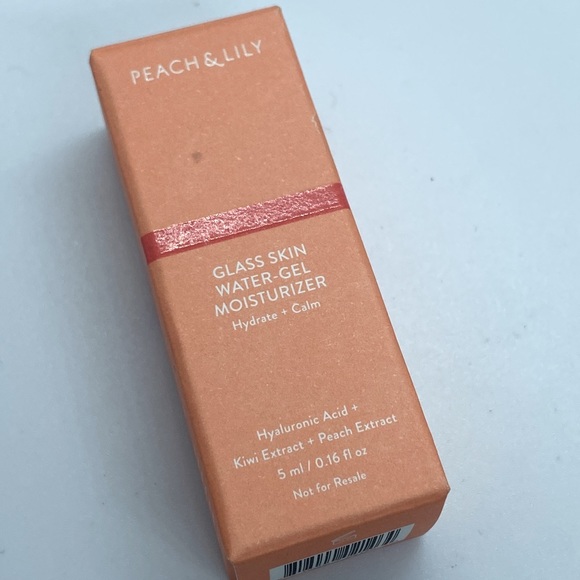 PEACH & LILY
GLASS SKIN
WATER-GEL
MOISTURIZER
Hydrate + Calm
Hyaluronic Acid +
Kiwi Extract + Peach Extract
5 ml / 0.16 fl oz
Not for Resale